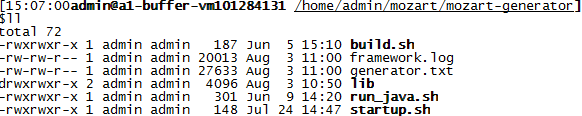 [15:07:00admin@a1-buffer-vm101284131 /home/admin/mozart/mozart-generator]
$ll
total 72
-rwxrwxr-x 1 admin admin   187 Jun  5 15:10 build.sh
-rw-rw-r-- 1 admin admin 20013 Aug  3 11:00 framework.log
-rw-rw-r-- 1 admin admin 27633 Aug  3 11:00 generator.txt
drwxrwxr-x 2 admin admin  4096 Aug  3 10:50 lib
-rwxrwxr-x 1 admin admin   301 Jun  9 14:20 run_java.sh
-rwxrwxr-x 1 admin admin   148 Jul 24 14:47 startup.sh